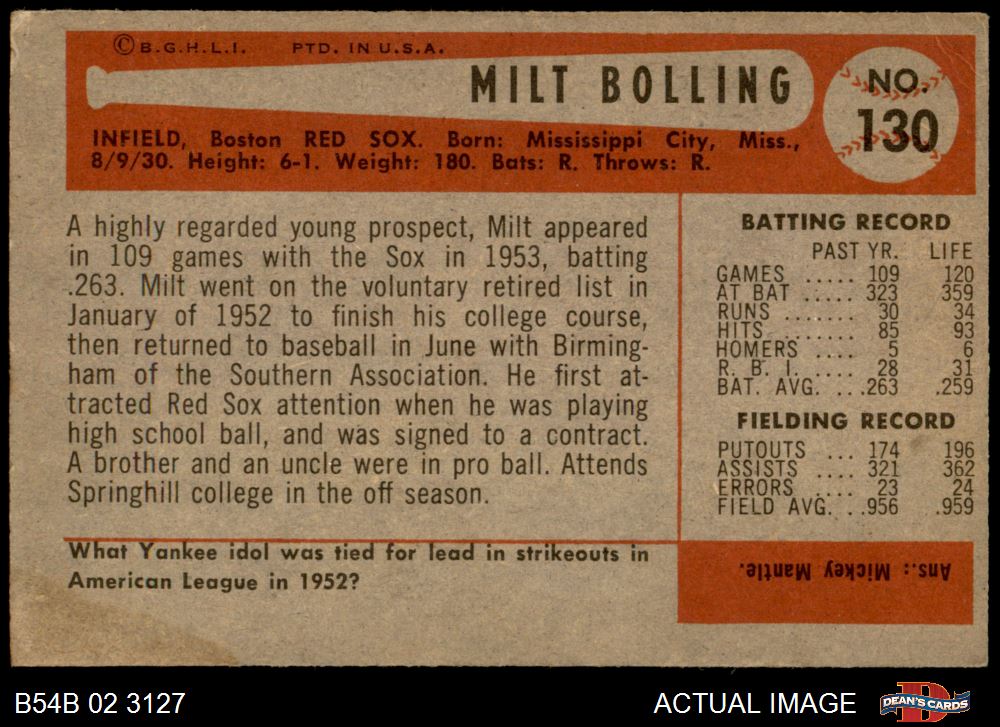 © B.G.H.L.I. PTD. IN U.S.A.
MILT BOLLING
NO.
130
INFIELD, Boston RED SOX. Born: Mississippi City, Miss.,
8/9/30. Height: 6-1. Weight: 180. Bats: R. Throws: R.
A highly regarded young prospect, Milt appeared
in 109 games with the Sox in 1953, batting
.263. Milt went on the voluntary retired list in
January of 1952 to finish his college course,
then returned to baseball in June with Birming-
ham of the Southern Association. He first at-
tracted Red Sox attention when he was playing
high school ball, and was signed to a contract.
A brother and an uncle were in pro ball. Attends
Springhill college in the off season.
BATTING RECORD
PAST YR. LIFE
GAMES ..... 109 120
AT BAT ..... 323 359
RUNS ....... 30 34
HITS ........ 85 93
HOMERS .... 5 6
R. B. I. .... 28 31
BAT. AVG. ...263 .259
FIELDING RECORD
PUTOUTS ... 174 196
ASSISTS .... 321 362
ERRORS .... 23 24
FIELD AVG. ..956 .959
What Yankee idol was tied for lead in strikeouts in
American League in 1952?
Ans.: Mickey Mantle.
B54B 02 3127
ACTUAL IMAGE
DEAN'S CARDS